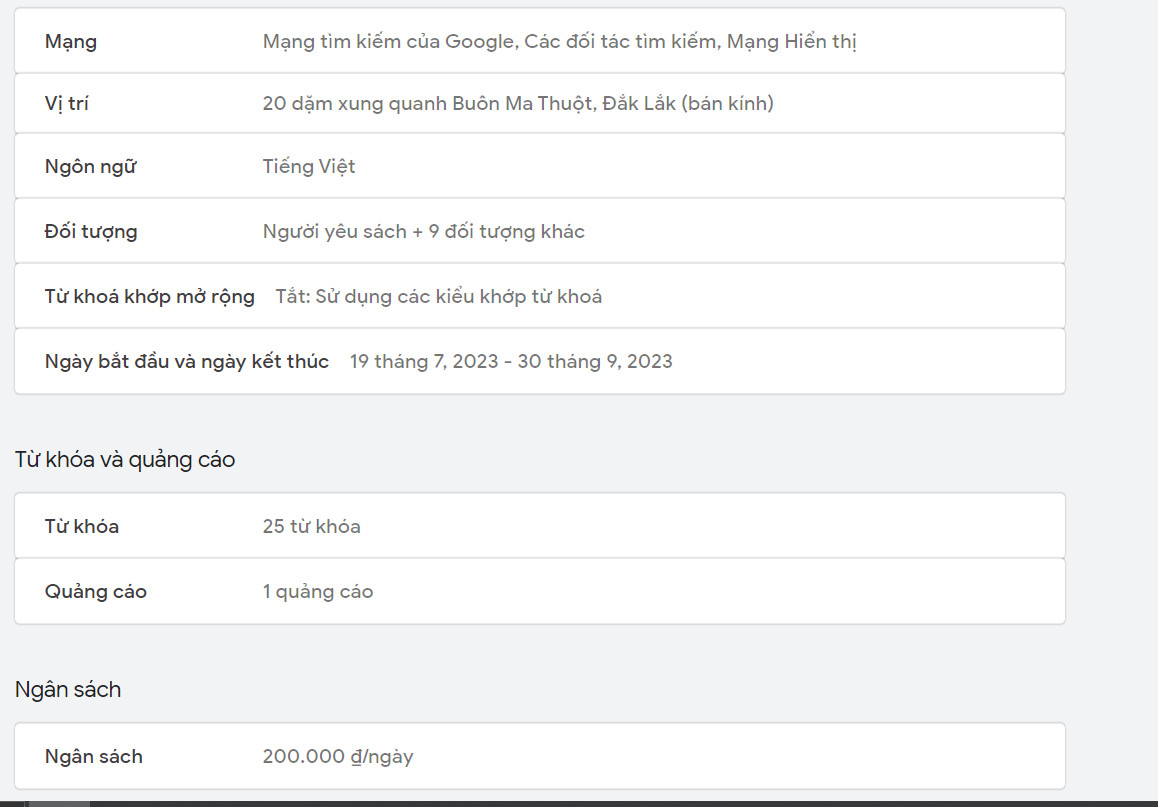 Mạng Mạng tìm kiếm của Google, Các đối tác tìm kiếm, Mạng Hiển thị
Vị trí 20 dặm xung quanh Buôn Ma Thuột, Đắk Lắk (bán kính)
Ngôn ngữ Tiếng Việt
Đối tượng Người yêu sách + 9 đối tượng khác
Từ khoá khớp mở rộng Tắt: Sử dụng các kiểu khớp từ khoá
Ngày bắt đầu và ngày kết thúc 19 tháng 7, 2023 - 30 tháng 9, 2023
Từ khóa và quảng cáo
Từ khóa 25 từ khóa
Quảng cáo 1 quảng cáo
Ngân sách
Ngân sách 200.000 ₫/ngày